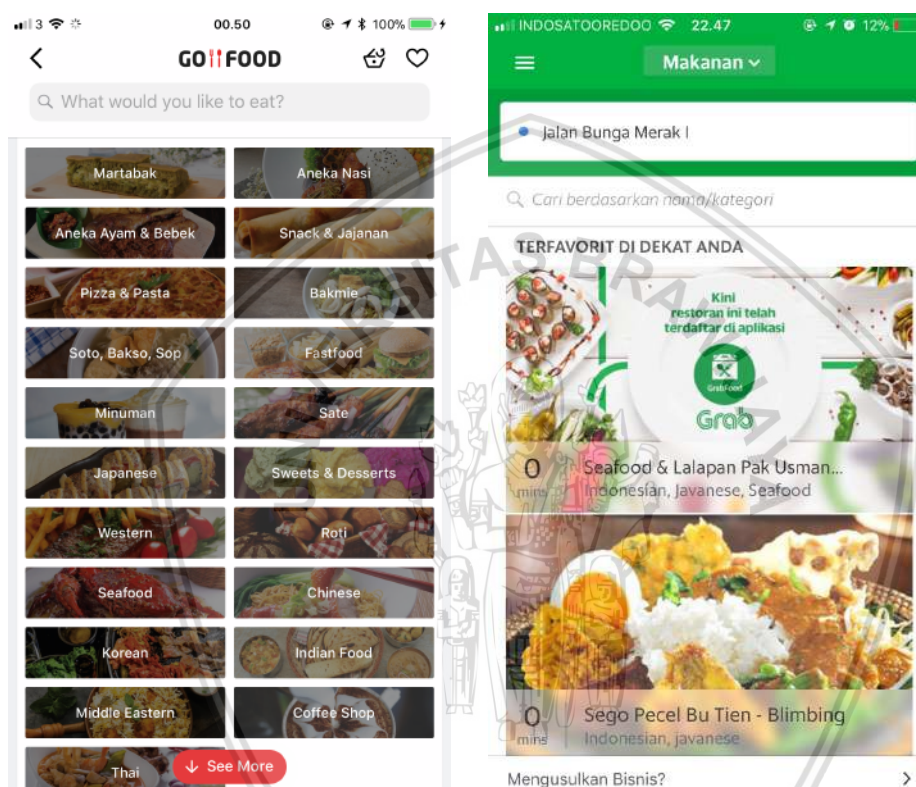 3 00.50 100%
GO FOOD
What would you like to eat?
Martabak
Aneka Nasi
Aneka Ayam & Bebek
Snack & Jajanan
Pizza & Pasta
Bakmie
Soto, Bakso, Sop
Fastfood
Minuman
Sate
Japanese
Sweets & Desserts
Western
Roti
Seafood
Chinese
Korean
Indian Food
Middle Eastern
Coffee Shop
Thai
See More
INDOSATOOREDOO 22.47 12%
Makanan
Jalan Bunga Merak I
Cari berdasarkan nama/kategori
TERFAVORIT DI DEKAT ANDA
Kini
restoran ini telah
terdaftar di aplikasi
GrabFood
Grab
0 Seafood & Lalapan Pak Usman...
mins Indonesian, Javanese, Seafood
0 Sego Pecel Bu Tien - Blimbing
mins Indonesian, javanese
Mengusulkan Bisnis?